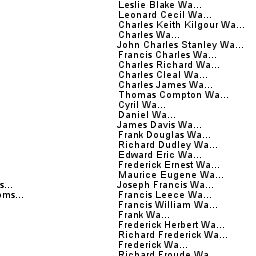 Leslie Blake Wa...
Leonard Cecil Wa...
Charles Keith Kilgour Wa...
Charles Wa...
John Charles Stanley Wa...
Francis Charles Wa...
Charles Richard Wa...
Charles Cleal Wa...
Charles James Wa...
Thomas Compton Wa...
Cyril Wa...
Daniel Wa...
James Davis Wa...
Frank Douglas Wa...
Richard Dudley Wa...
Edward Eric Wa...
Frederick Ernest Wa...
Maurice Eugene Wa...
s... Joseph Francis Wa...
oms... Francis Leece Wa...
Francis William Wa...
Frank Wa...
Frederick Herbert Wa...
Richard Frederick Wa...
Frederick Wa...
Richard Froude Wa...